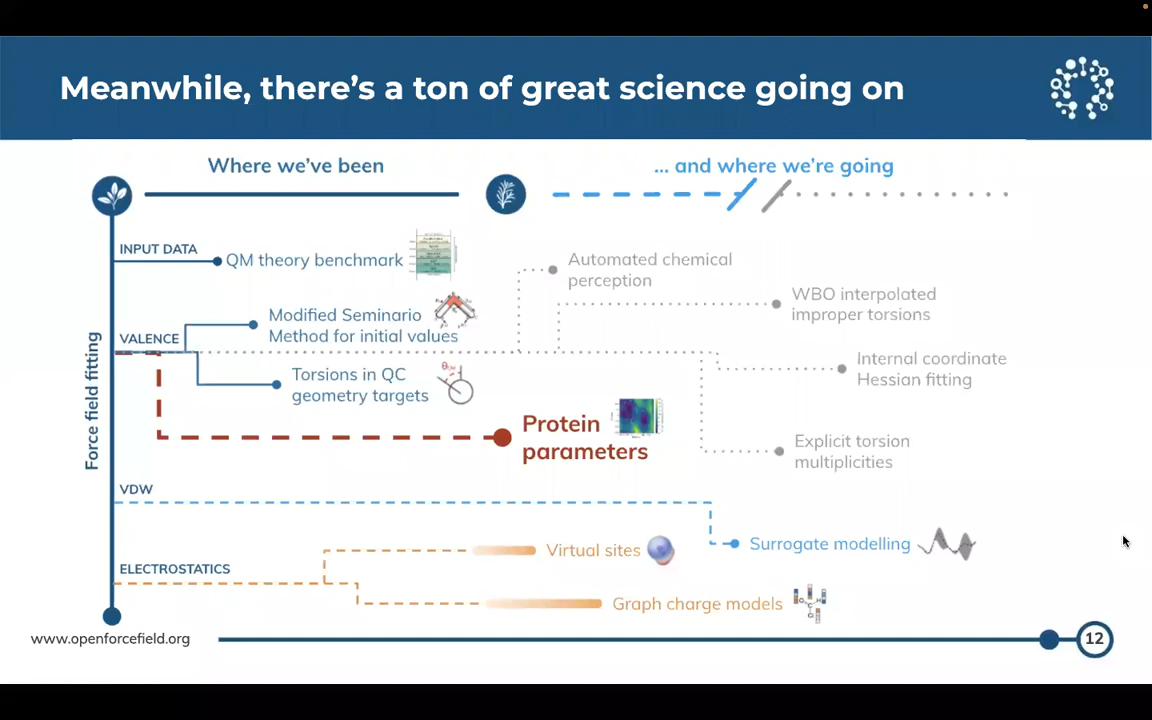 Meanwhile, there's a ton of great science going on
Where we've been
... and where we're going
INPUT DATA
QM theory benchmark
Automated chemical
perception
WBO interpolated
improper torsions
Modified Seminario
Method for initial values
VALENCE
Internal coordinate
Hessian fitting
Torsions in QC
geometry targets
Force field fitting
Protein
parameters
Explicit torsion
multiplicities
VDW
Surrogate modelling
Virtual sites
ELECTROSTATICS
Graph charge models
www.openforcefield.org
12